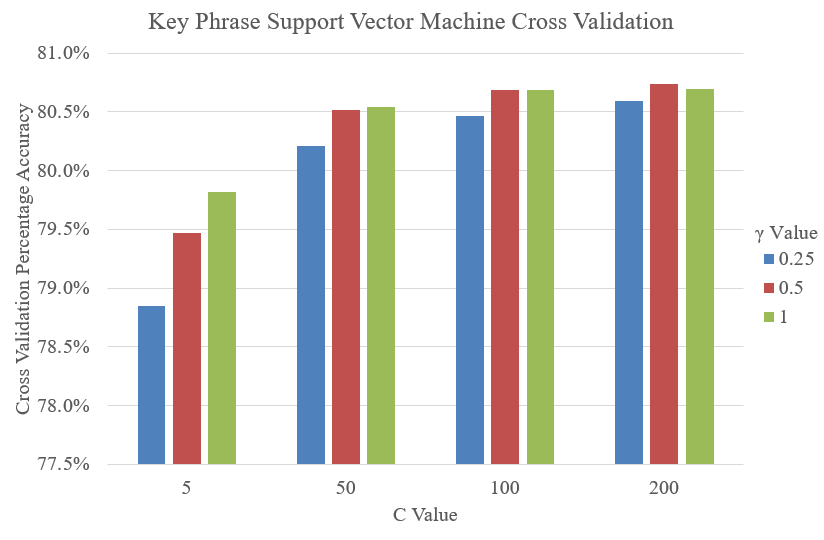 Key Phrase Support Vector Machine Cross Validation
Cross Validation Percentage Accuracy
81.0%
80.5%
80.0%
79.5%
79.0%
78.5%
78.0%
77.5%
5 50 100 200
C Value
γ Value
0.25
0.5
1